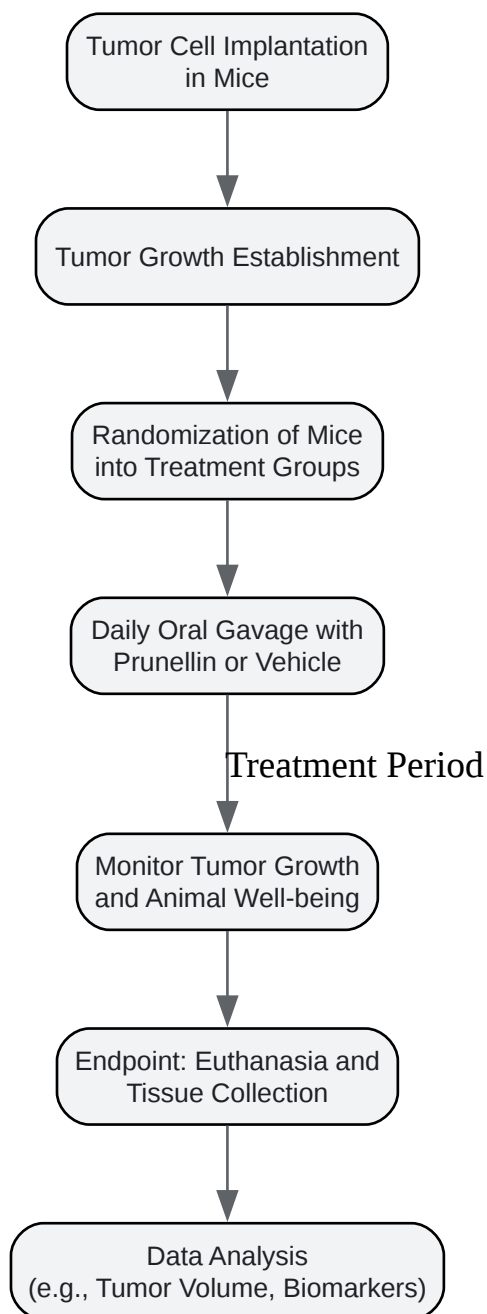 Tumor Cell Implantation
in Mice
Tumor Growth Establishment
Randomization of Mice
into Treatment Groups
Daily Oral Gavage with
Prunellin or Vehicle
Treatment Period
Monitor Tumor Growth
and Animal Well-being
Endpoint: Euthanasia and
Tissue Collection
Data Analysis
(e.g., Tumor Volume, Biomarkers)